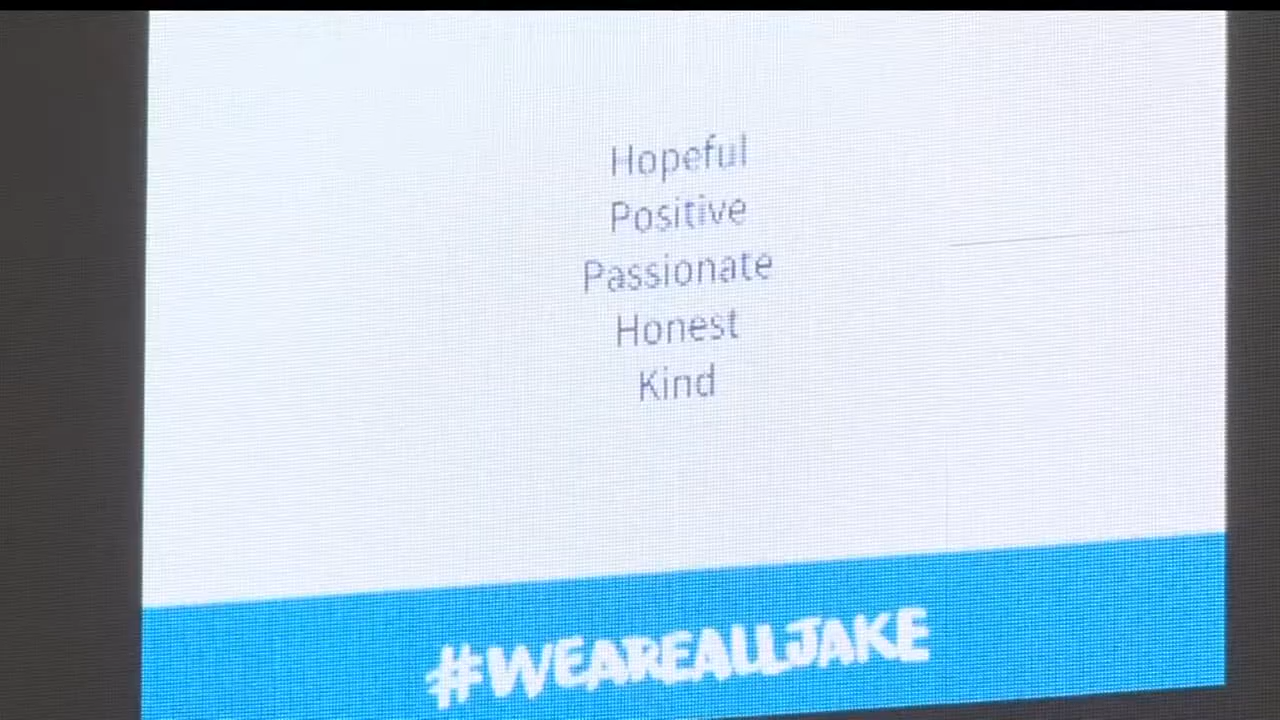 Hopeful
Positive
Passionate
Honest
Kind
#WEAREALLJAKE